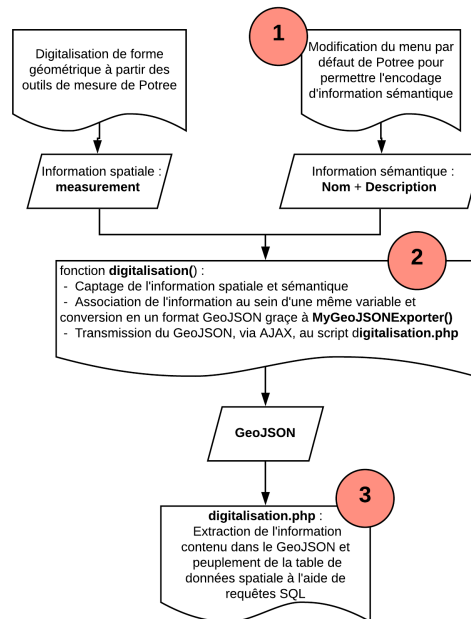 Digitalisation de forme
géométrique à partir des
outils de mesure de Potree
1
Modification du menu par
défaut de Potree pour
permettre l'encodage
d'information sémantique
Information spatiale :
measurement
Information sémantique :
Nom + Description
2
fonction digitalisation() :
- Captage de l'information spatiale et sémantique
- Association de l'information au sein d'une même variable et
conversion en un format GeoJSON graçe à MyGeoJSONExporter()
- Transmission du GeoJSON, via AJAX, au script digitalisation.php
GeoJSON
3
digitalisation.php :
Extraction de l'information
contenu dans le GeoJSON et
peuplement de la table de
données spatiale à l'aide de
requêtes SQL